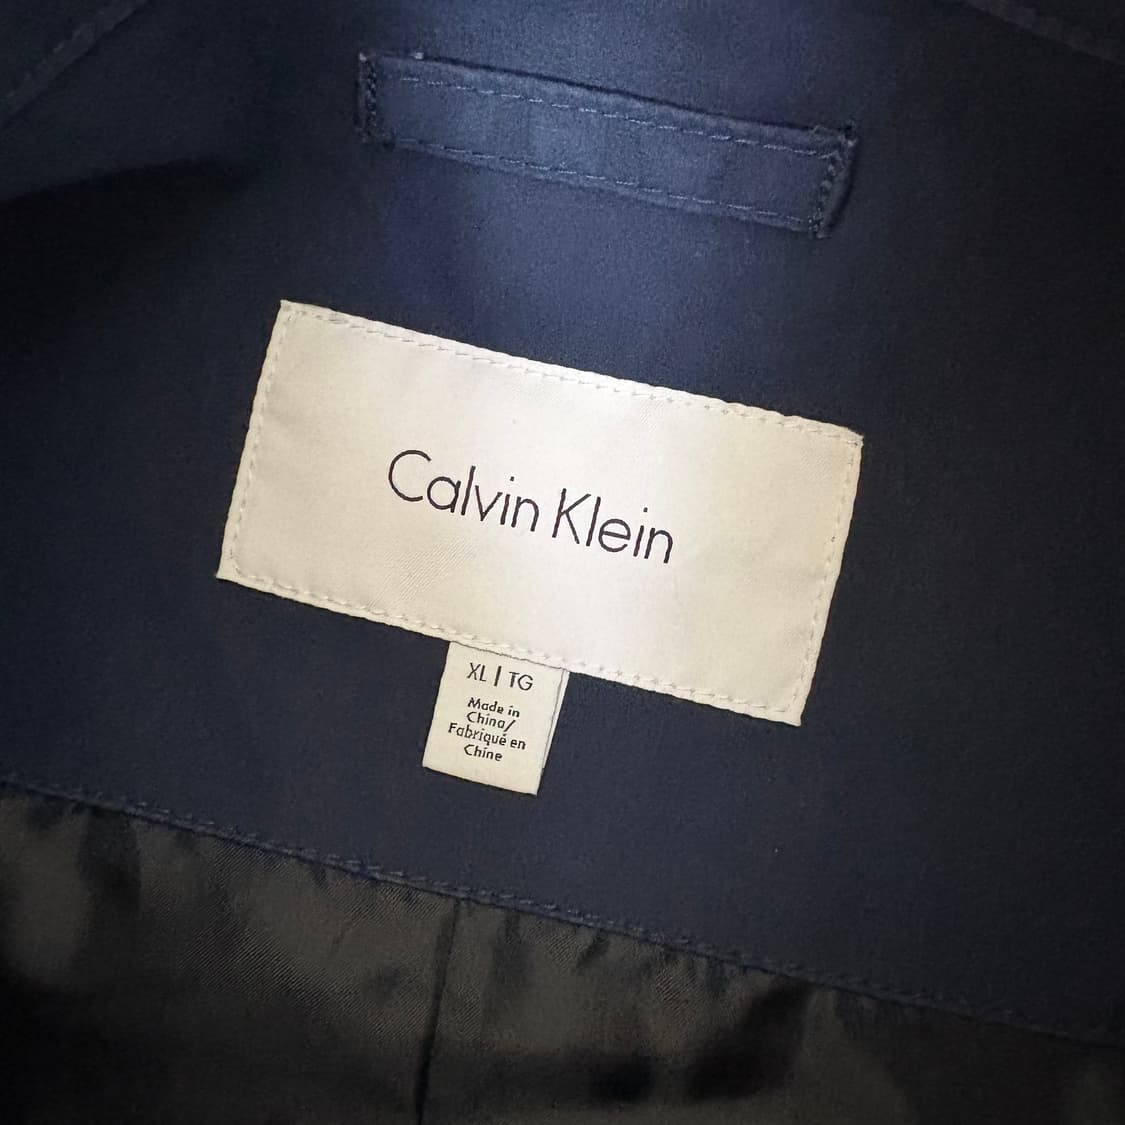 Calvin Klein
XL | TG
Made in
China/
Fabriqué en
Chine